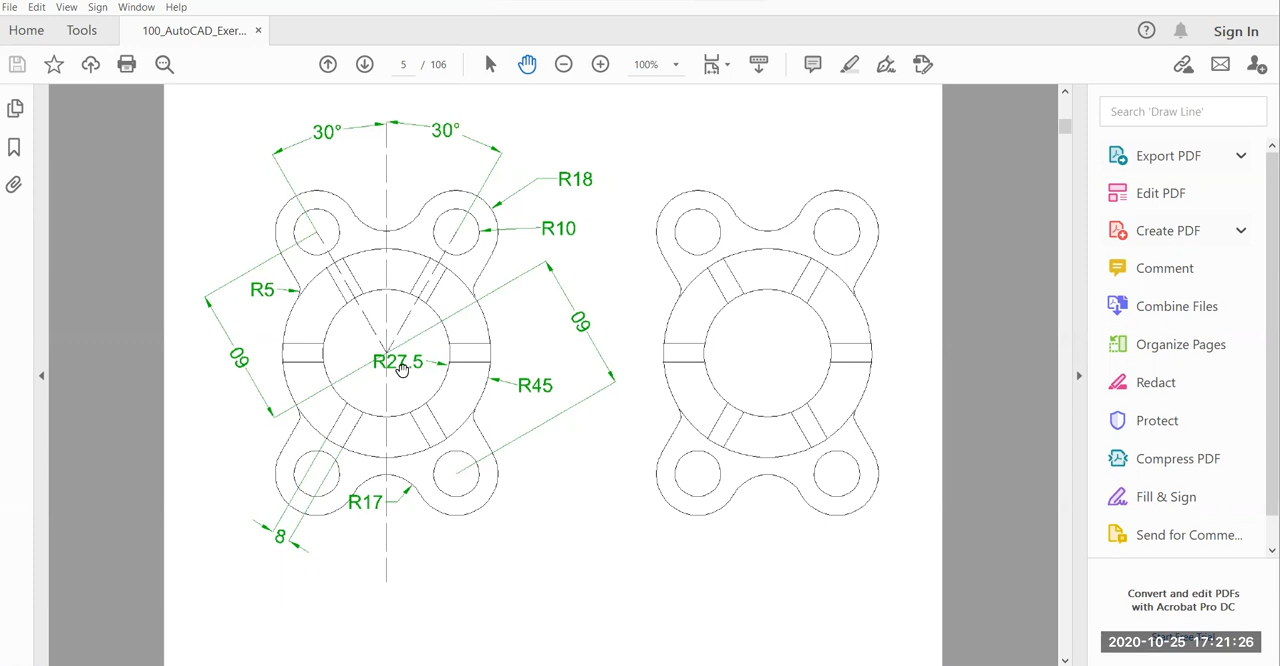 File Edit View Sign Window Help
Home Tools 100_AutoCAD_Exer... × Sign In
5 / 106 100%
Search 'Draw Line'
Export PDF
Edit PDF
Create PDF
Comment
Combine Files
Organize Pages
Redact
Protect
Compress PDF
Fill & Sign
Send for Comme...
Convert and edit PDFs
with Acrobat Pro DC
2020-10-25 17:21:26
30° 30°
R18
R10
R5
60
60
R27.5
R45
R17
8